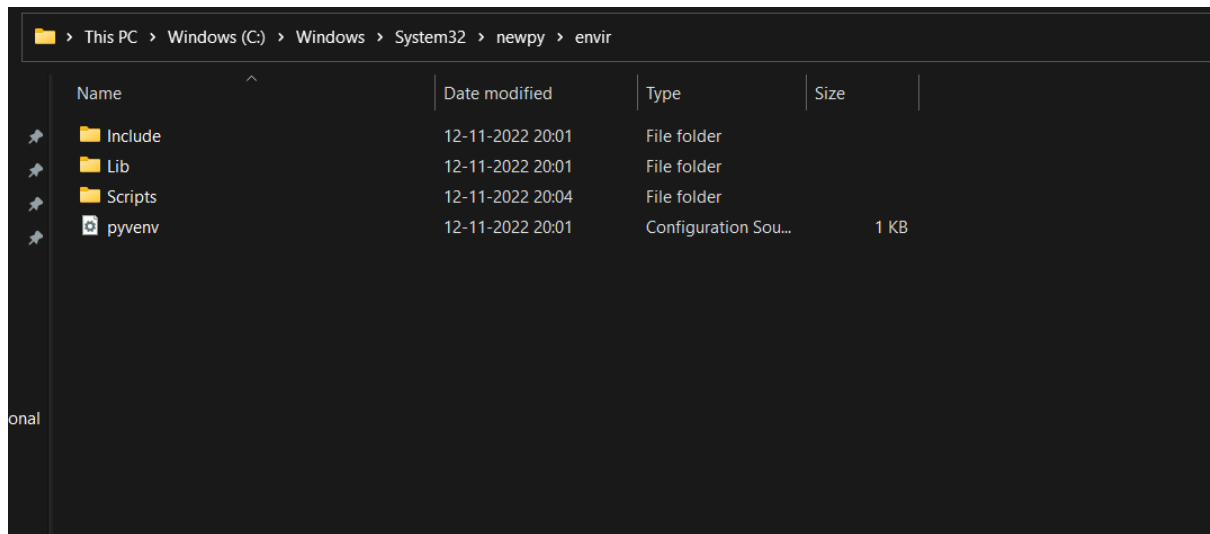 This PC > Windows (C:) > Windows > System32 > newpy > envir
Name Date modified Type Size
Include 12-11-2022 20:01 File folder
Lib 12-11-2022 20:01 File folder
Scripts 12-11-2022 20:04 File folder
pyvenv 12-11-2022 20:01 Configuration Sou... 1 KB
onal